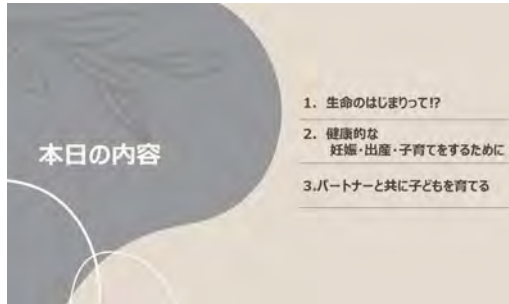 本日の内容
1. 生命のはじまりって!?
2. 健康的な
妊娠・出産・子育てをするために
3.パートナーと共に子どもを育てる